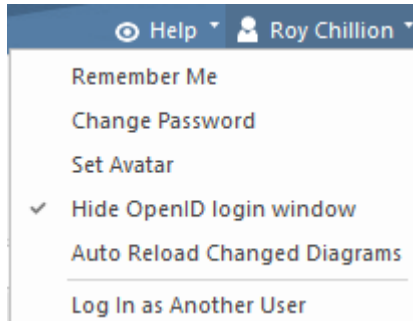 Help Roy Chillion
Remember Me
Change Password
Set Avatar
Hide OpenID login window
Auto Reload Changed Diagrams
Log In as Another User